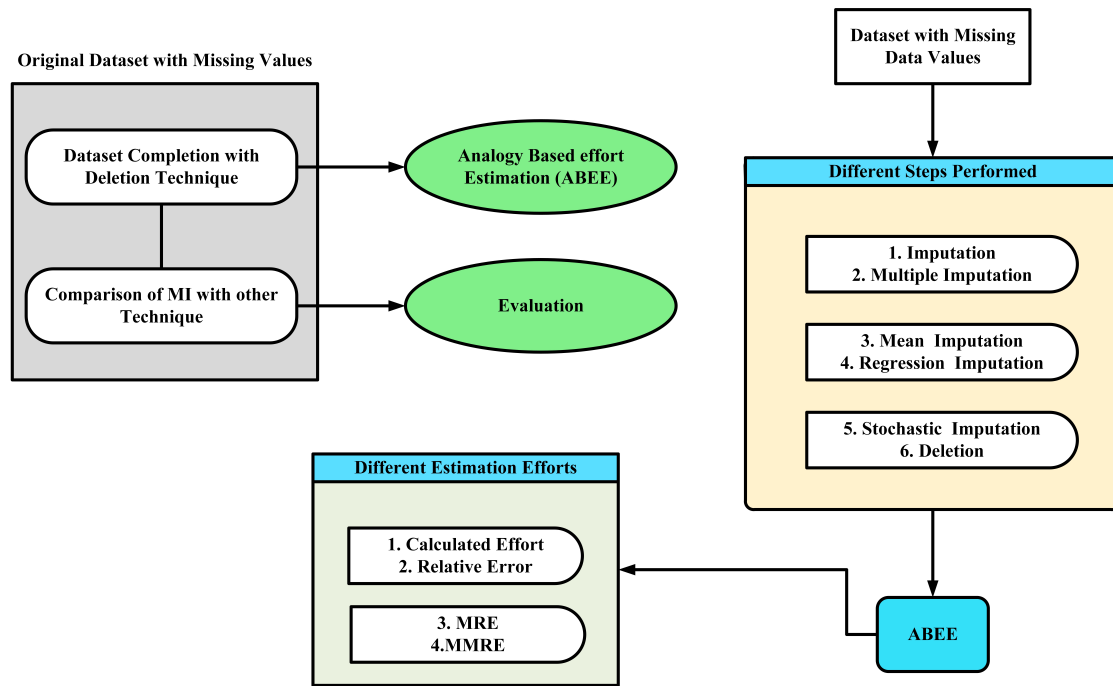 Original Dataset with Missing Values
Dataset Completion with
Deletion Technique
Comparison of MI with other
Technique
Analogy Based effort
Estimation (ABEE)
Evaluation
Dataset with Missing
Data Values
Different Steps Performed
1. Imputation
2. Multiple Imputation
3. Mean Imputation
4. Regression Imputation
5. Stochastic Imputation
6. Deletion
ABEE
Different Estimation Efforts
1. Calculated Effort
2. Relative Error
3. MRE
4.MMRE